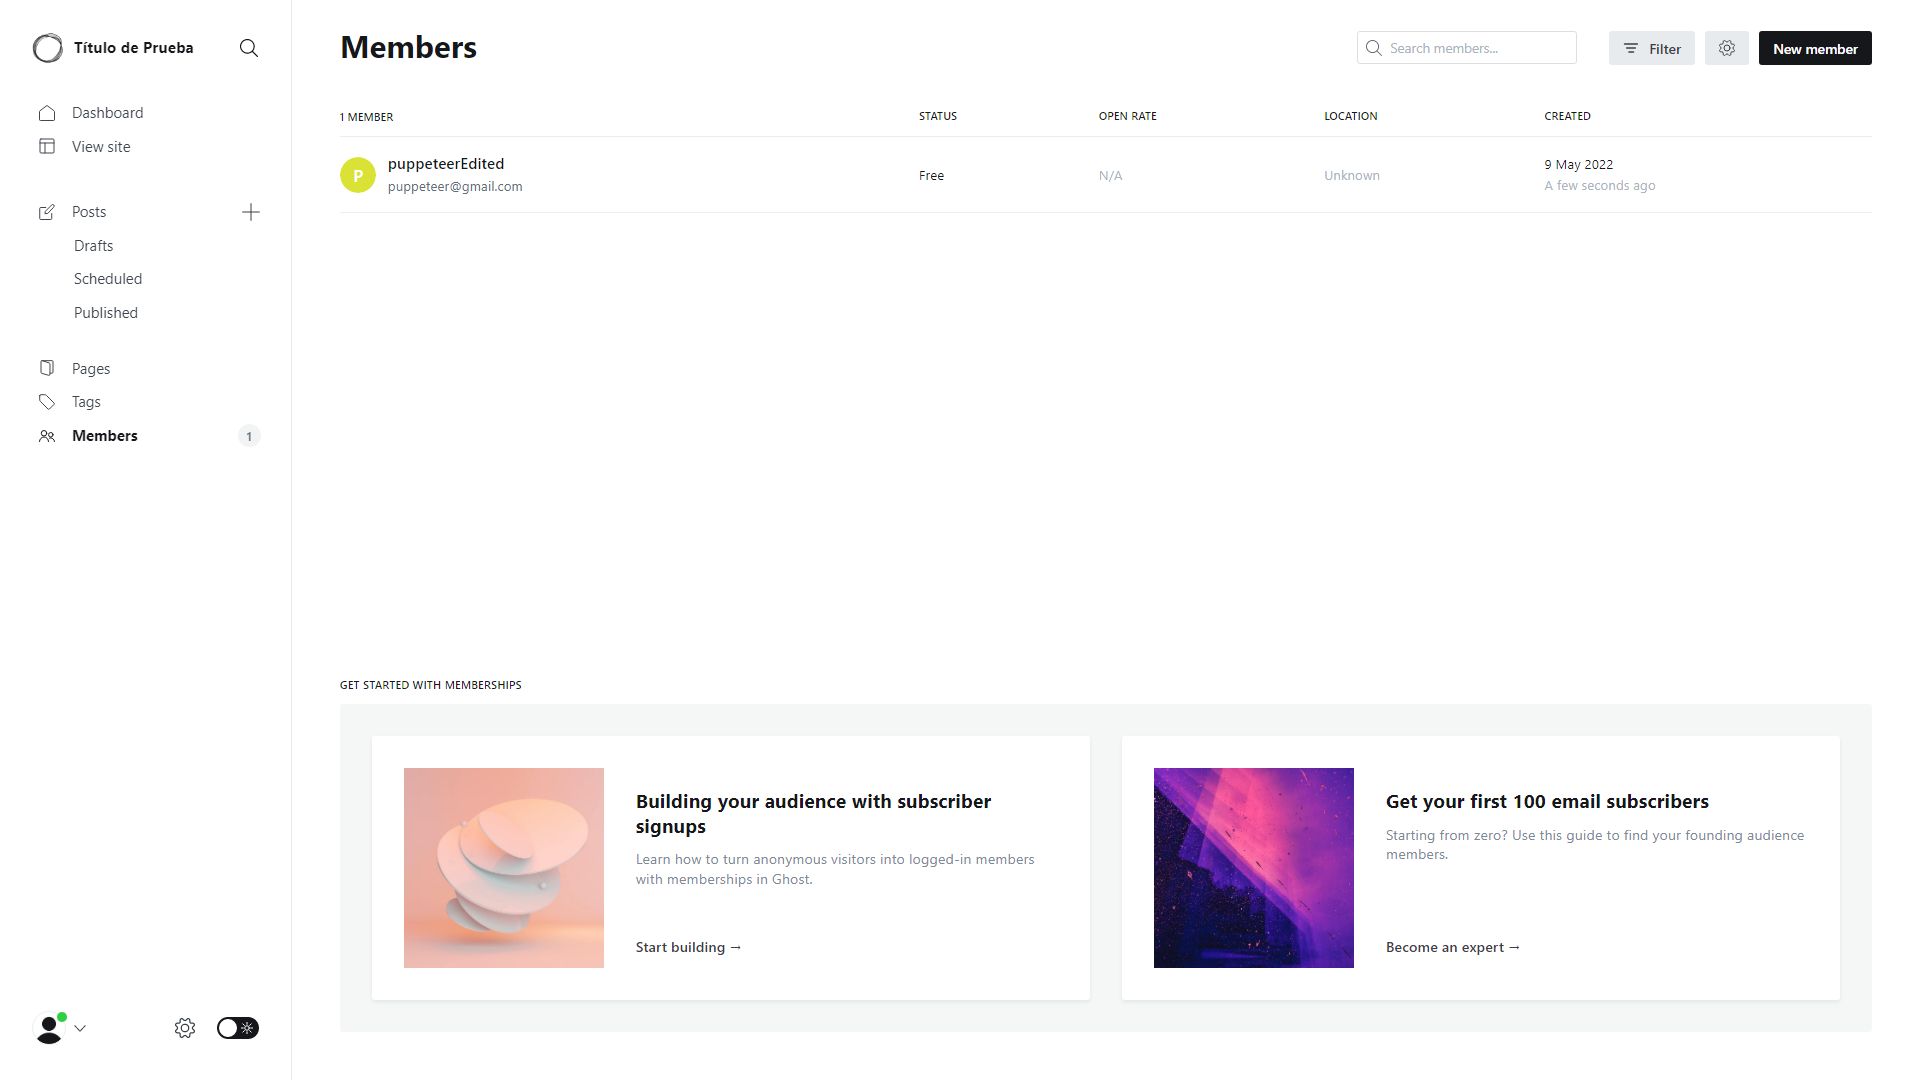 Título de Prueba
Dashboard
View site
Posts
Drafts
Scheduled
Published
Pages
Tags
Members 1
Members
Search members...
Filter
New member
1 MEMBER STATUS OPEN RATE LOCATION CREATED
P
puppeteerEdited
puppeteer@gmail.com
Free
N/A
Unknown
9 May 2022
A few seconds ago
GET STARTED WITH MEMBERSHIPS
Building your audience with subscriber
signups
Learn how to turn anonymous visitors into logged-in members
with memberships in Ghost.
Start building →
Get your first 100 email subscribers
Starting from zero? Use this guide to find your founding audience
members.
Become an expert →